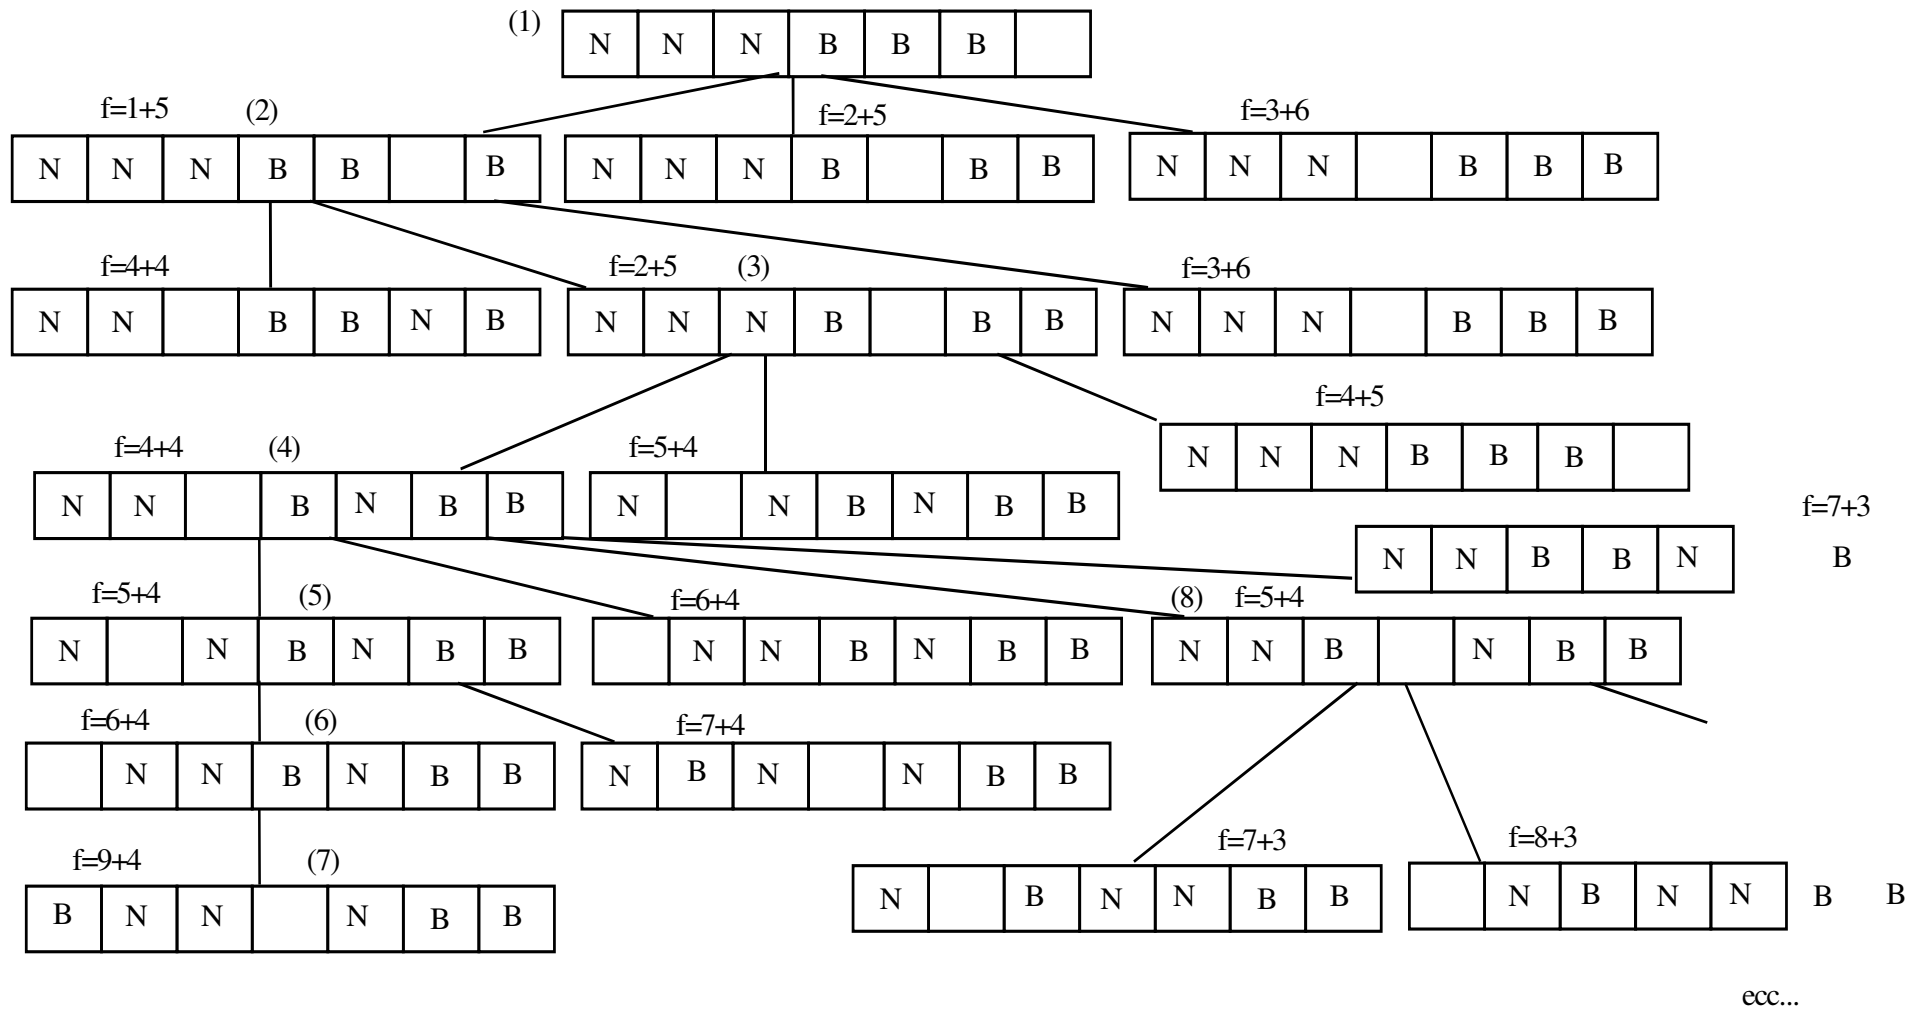 (1)
N N N B B B
f=1+5 (2) f=2+5 f=3+6
N N N B B B N N N B B B N N N B B B
f=4+4 f=2+5 (3) f=3+6
N N B B N B N N N B B B N N N B B B
f=4+5
N N N B B B
f=4+4 (4) f=5+4
N N B N B B N N B N B B
f=7+3
N N B B N B
f=5+4 (5) f=6+4 (8) f=5+4
N N B N B B N N B N B B N N B N B B
f=6+4 (6) f=7+4
N N B N B B N B N N B B
f=9+4 (7) f=7+3 f=8+3
B N N N B B N B N N B B N B N N B B
ecc...